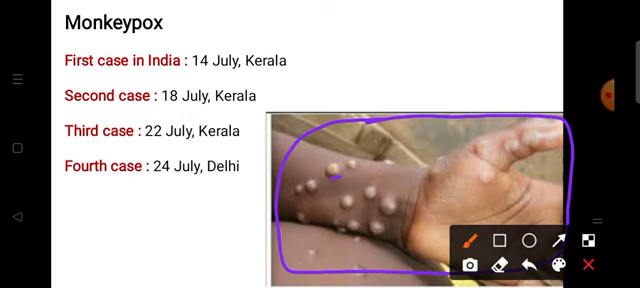 Monkeypox
First case in India : 14 July, Kerala
Second case : 18 July, Kerala
Third case : 22 July, Kerala
Fourth case : 24 July, Delhi